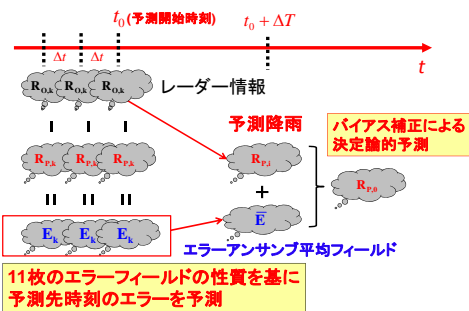 t₀(予測開始時刻)
t₀ + ΔT
Δt Δt
t
R_O,k R_O,k R_O,k レーダー情報
予測降雨
バイアス補正による
決定論的予測
R_P,k R_P,k R_P,k
R_P,i
R_P,0
+
E_k E_k E_k
E̅
エラーアンサンブ平均フィールド
11枚のエラーフィールドの性質を基に
予測先時刻のエラーを予測